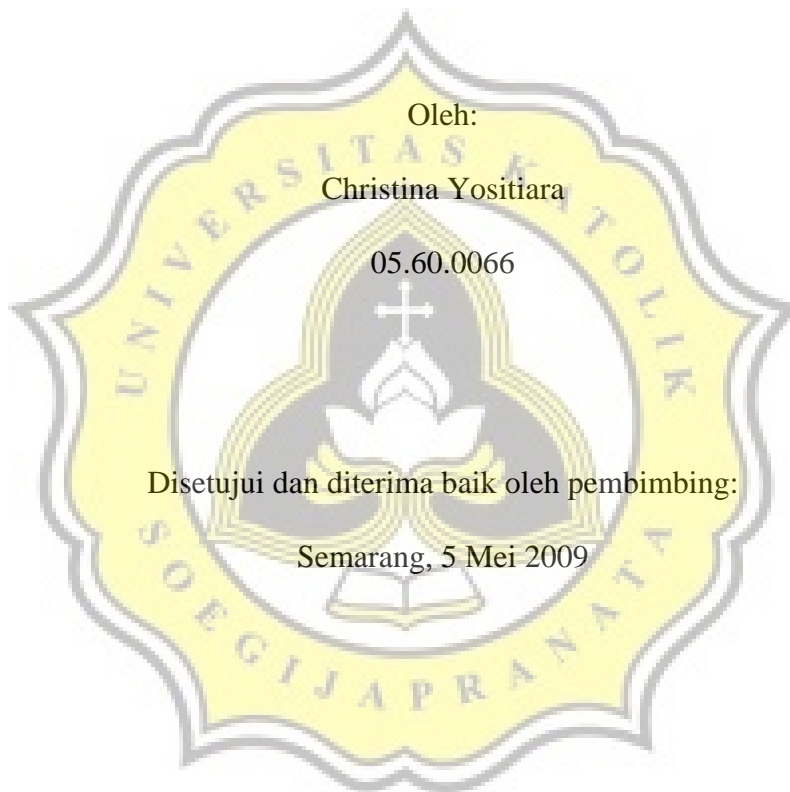 Oleh:
Christina Yositiara
05.60.0066
Disetujui dan diterima baik oleh pembimbing:
Semarang, 5 Mei 2009
UNIVERSITAS KATOLIK
SOEGIJAPRANATA